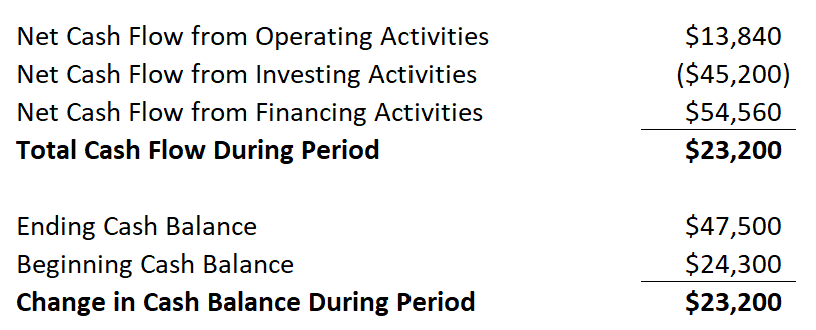 Net Cash Flow from Operating Activities $13,840
Net Cash Flow from Investing Activities ($45,200)
Net Cash Flow from Financing Activities $54,560
Total Cash Flow During Period $23,200
Ending Cash Balance $47,500
Beginning Cash Balance $24,300
Change in Cash Balance During Period $23,200